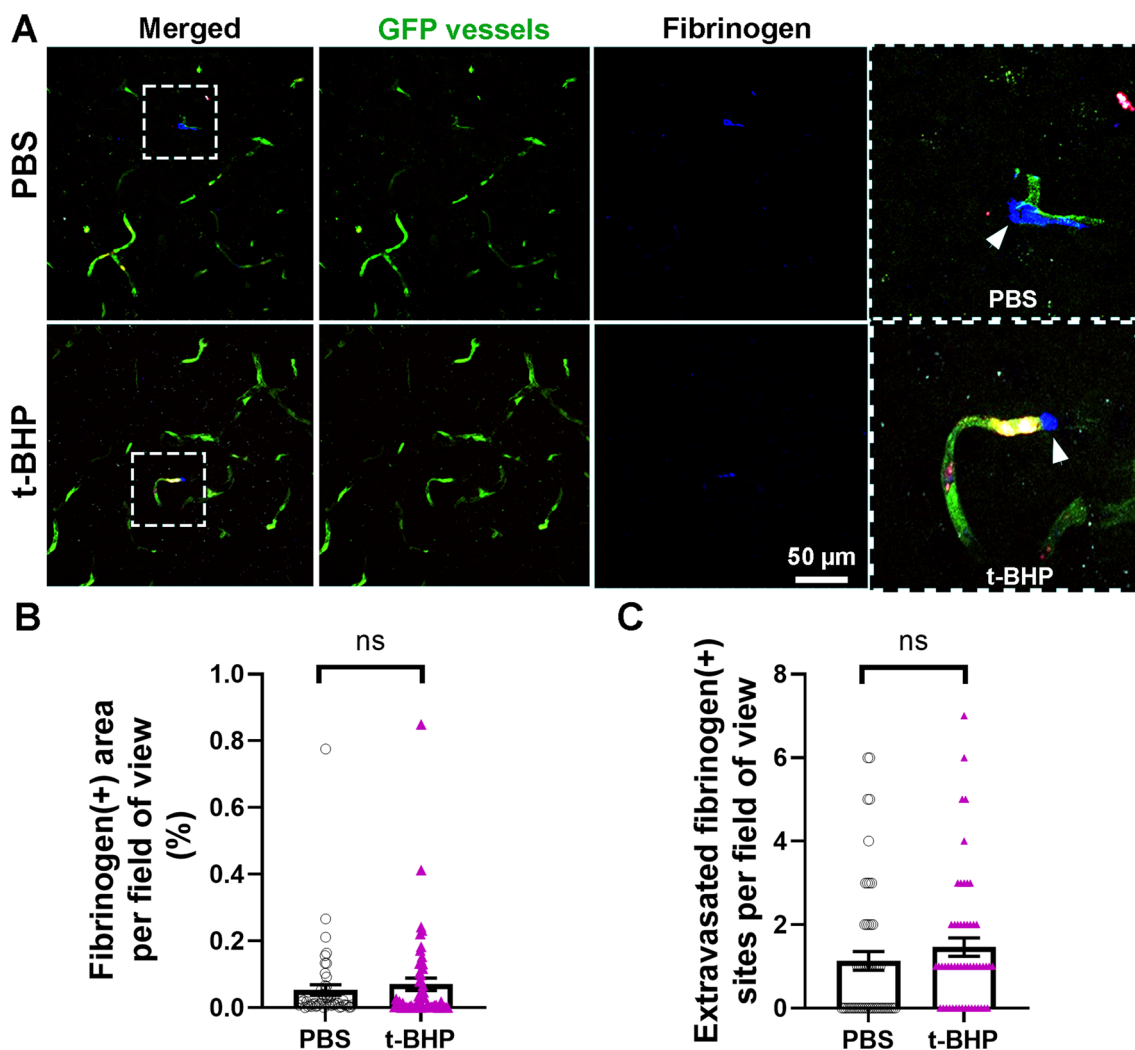 A
Merged
GFP vessels
Fibrinogen
PBS
PBS
t-BHP
50 µm
t-BHP
B
ns
Fibrinogen(+) area
per field of view
(%)
1.0
0.8
0.6
0.4
0.2
0.0
PBS
t-BHP
C
ns
Extravasated fibrinogen(+)
sites per field of view
8
6
4
2
0
PBS
t-BHP